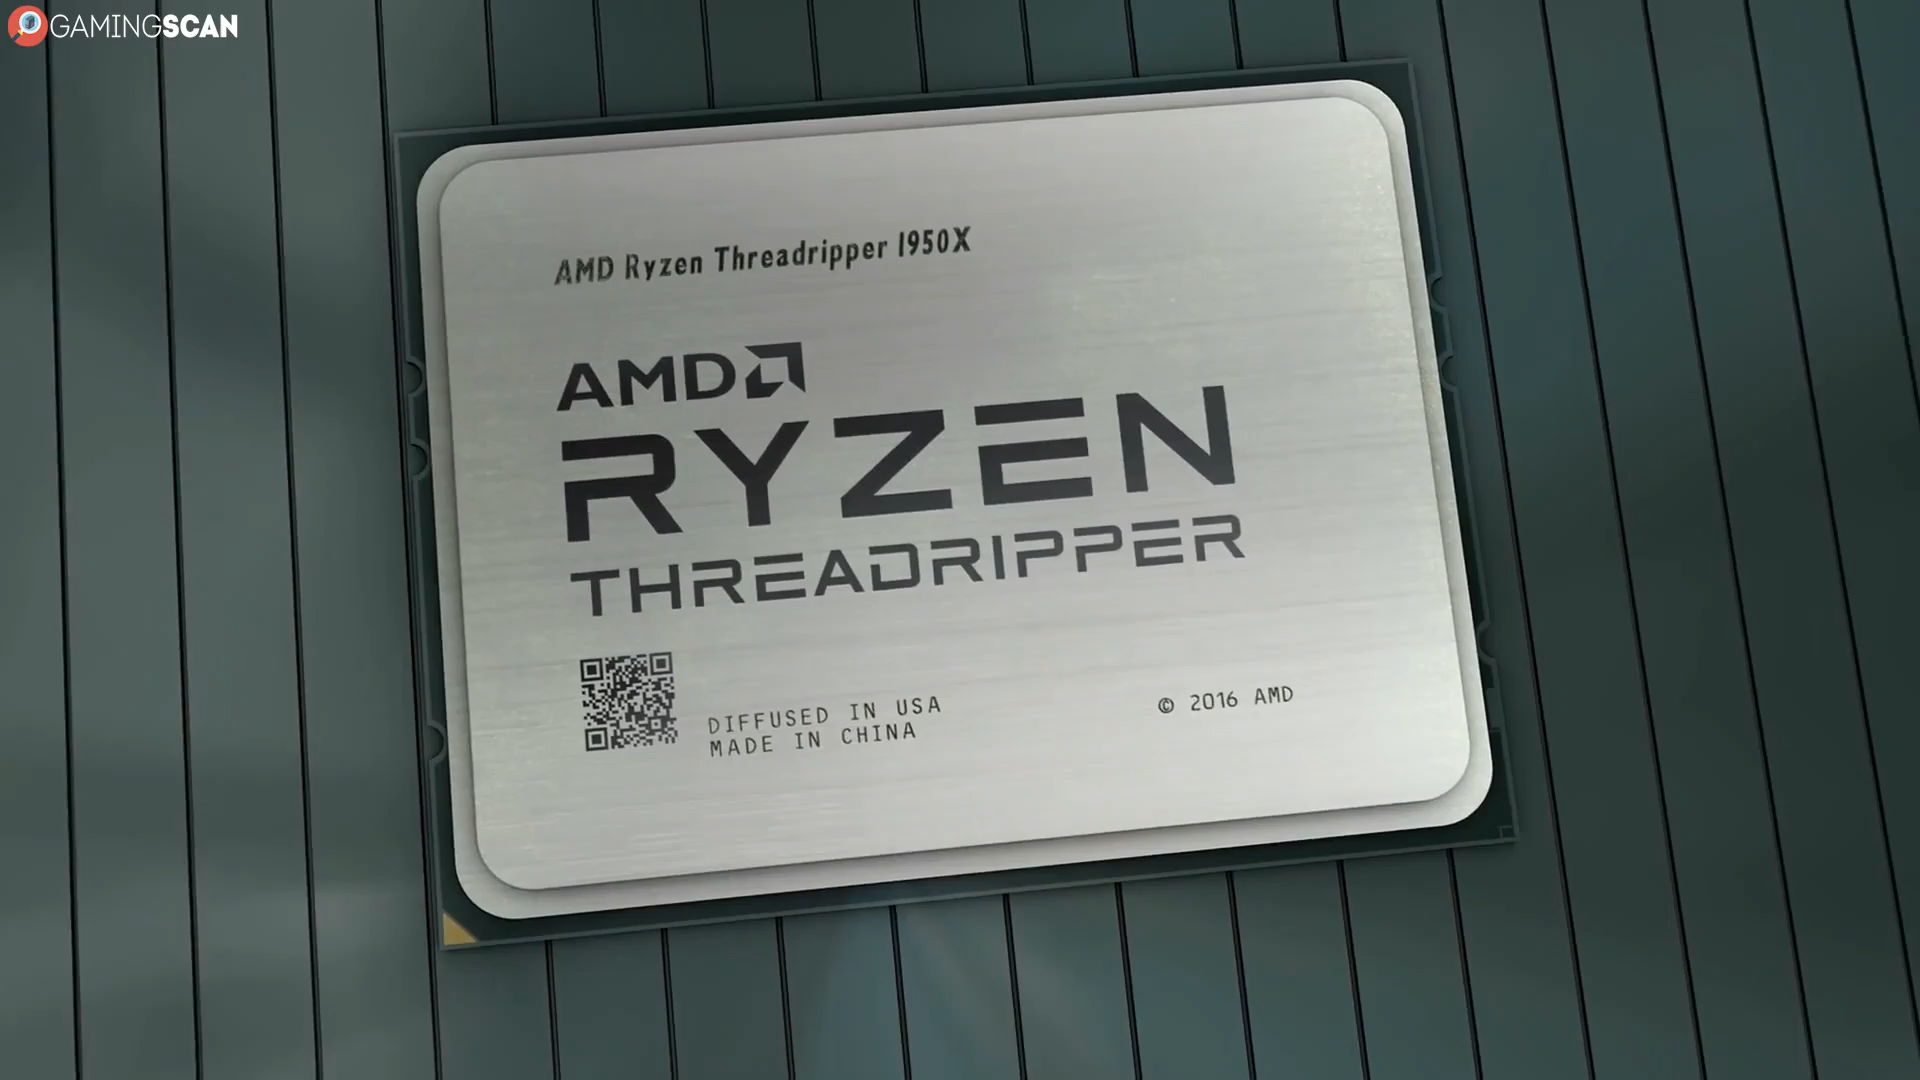 GAMINGSCAN
AMD Ryzen Threadripper 1950X
AMD
RYZEN
THREADRIPPER
DIFFUSED IN USA
MADE IN CHINA
© 2016 AMD